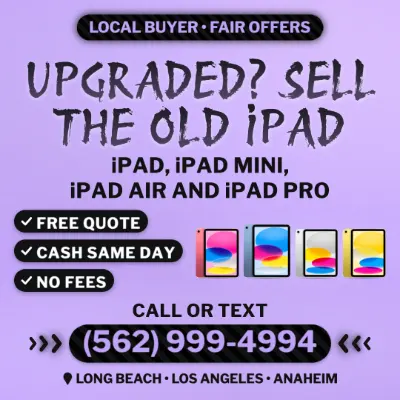 LOCAL BUYER • FAIR OFFERS
UPGRADED? SELL
THE OLD iPAD
iPAD, iPAD MINI,
iPAD AIR AND iPAD PRO
✓ FREE QUOTE
✓ CASH SAME DAY
✓ NO FEES
CALL OR TEXT
››› (562) 999-4994 ‹‹‹
LONG BEACH • LOS ANGELES • ANAHEIM